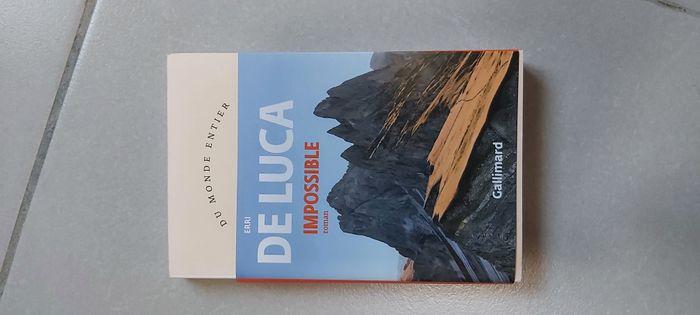 DU MONDE ENTIER
ERRI
DE LUCA
IMPOSSIBLE
roman
Gallimard